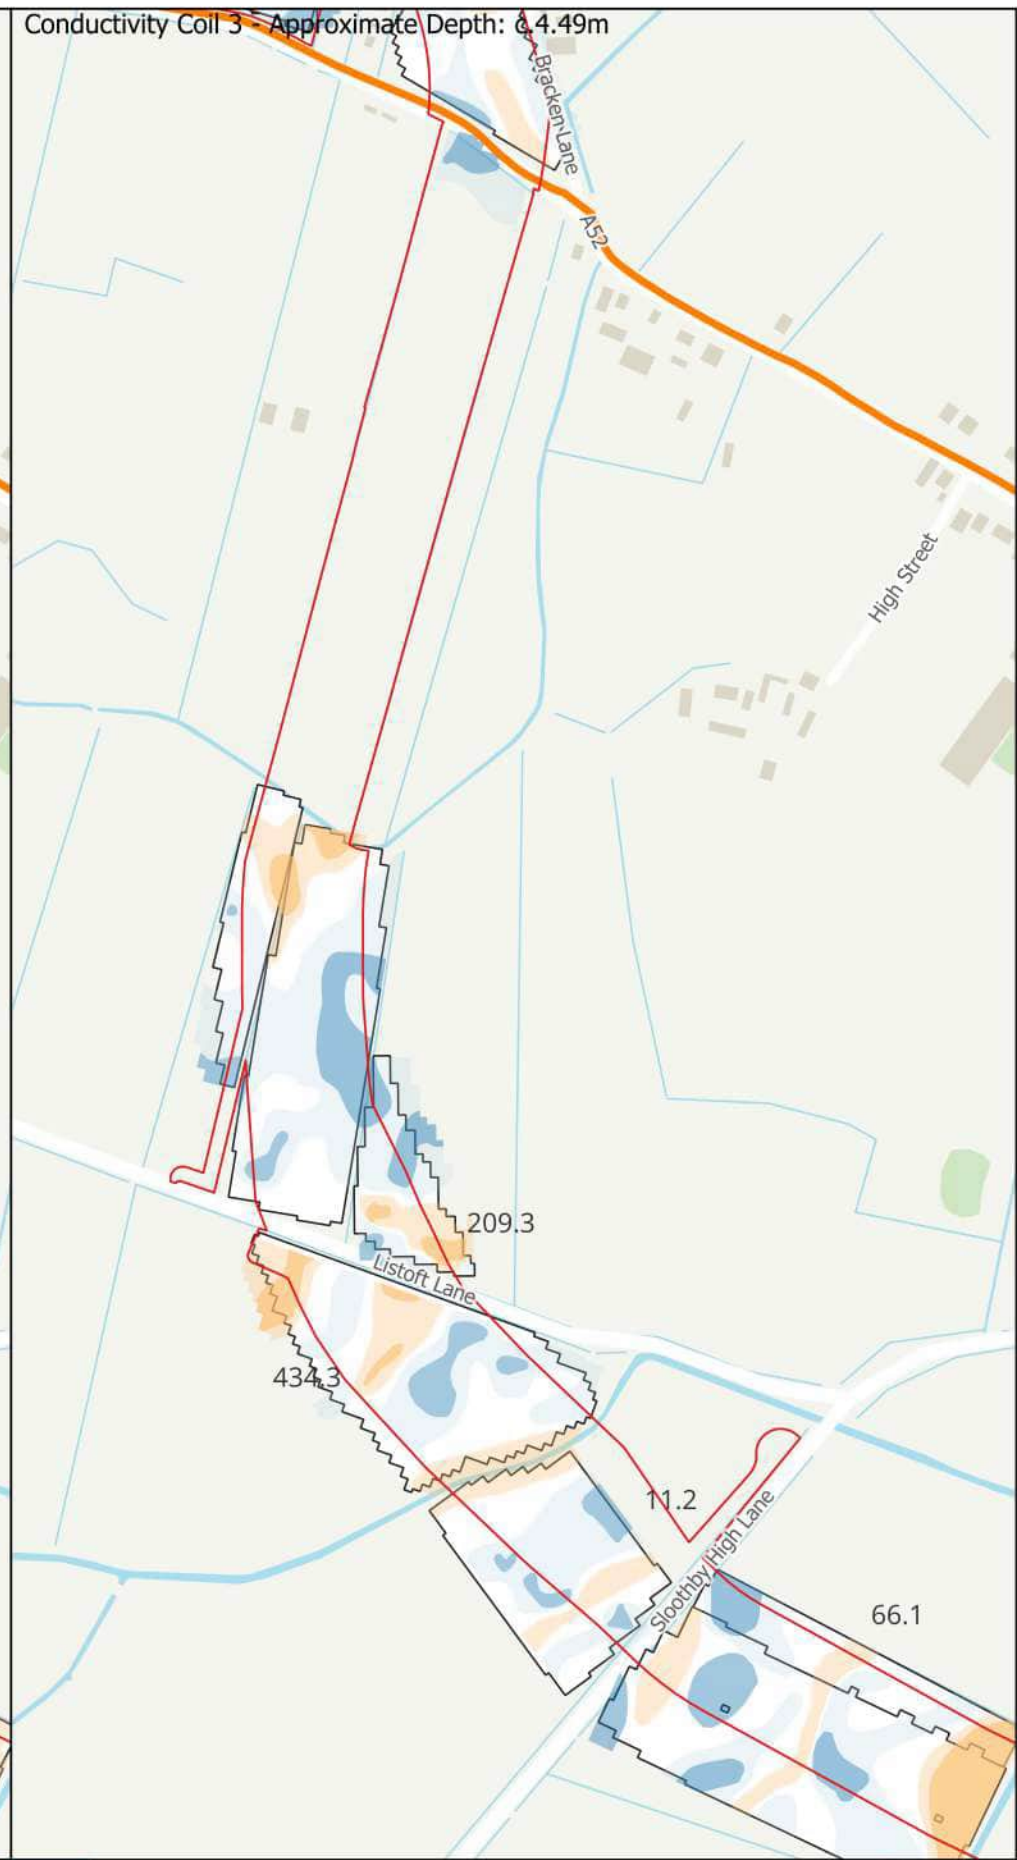 Conductivity Coil 3 - Approximate Depth: c.4.49m
Bracken Lane
A52
High Street
209.3
Listoft Lane
434.3
11.2
Sloothby High Lane
66.1